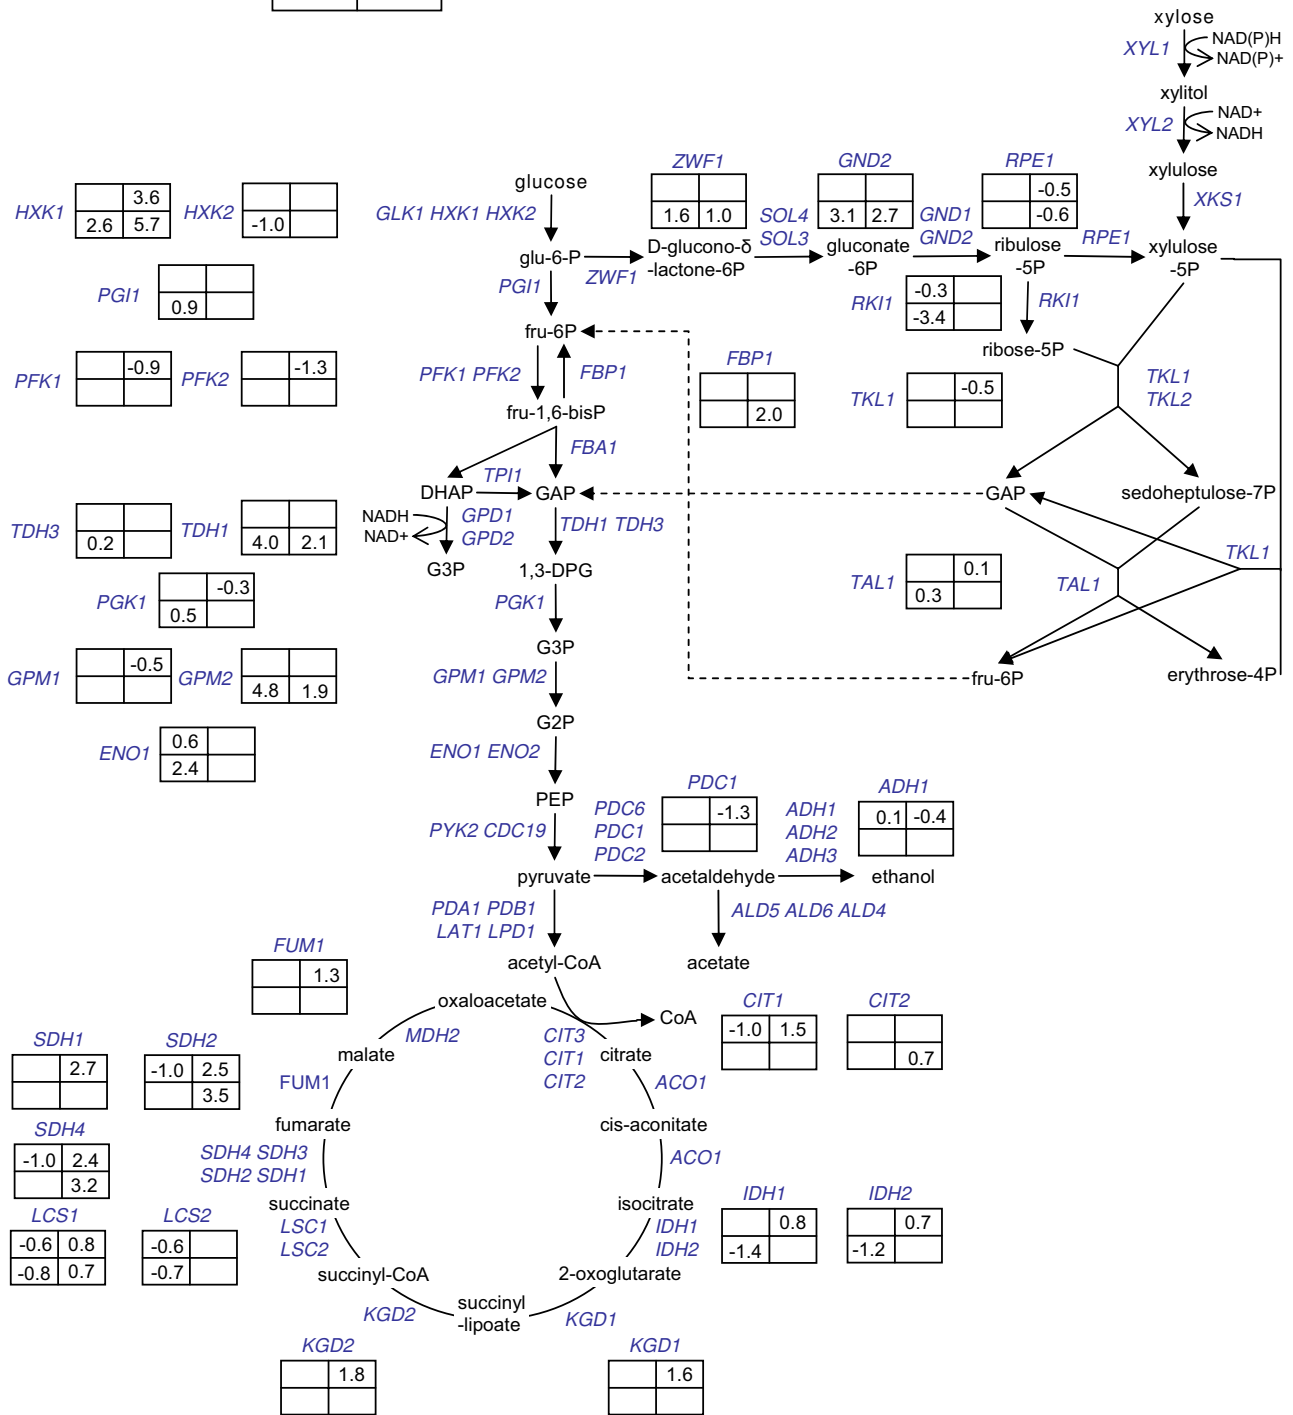 xylose
XYL1
NAD(P)H
NAD(P)+
xylitol
XYL2
NAD+
NADH
xylulose
XKS1
xylulose
-5P
HXK1
3.6
2.6 5.7
HXK2
-1.0
glucose
GLK1 HXK1 HXK2
glu-6-P
ZWF1
1.6 1.0
ZWF1
D-glucono-δ
-lactone-6P
SOL4
SOL3
GND2
3.1 2.7
gluconate
-6P
GND1
GND2
RPE1
-0.5
-0.6
ribulose
-5P
RPE1
PGI1
0.9
PGI1
RKI1
-0.3
-3.4
RKI1
fru-6P
ribose-5P
PFK1
-0.9
PFK2
-1.3
PFK1 PFK2
FBP1
FBP1
2.0
TKL1
-0.5
TKL1
TKL2
fru-1,6-bisP
FBA1
TPI1
DHAP
GAP
GAP
sedoheptulose-7P
NADH
NAD+
GPD1
GPD2
G3P
TDH3
0.2
TDH1
4.0 2.1
TDH1 TDH3
1,3-DPG
TAL1
0.1
0.3
TAL1
TKL1
PGK1
-0.3
0.5
PGK1
G3P
GPM1
-0.5
GPM2
4.8 1.9
GPM1 GPM2
fru-6P
erythrose-4P
G2P
ENO1
0.6
2.4
ENO1 ENO2
PEP
PYK2 CDC19
PDC6
PDC1
PDC2
PDC1
-1.3
ADH1
ADH2
ADH3
ADH1
0.1 -0.4
pyruvate
acetaldehyde
ethanol
PDA1 PDB1
LAT1 LPD1
ALD5 ALD6 ALD4
acetyl-CoA
acetate
FUM1
1.3
oxaloacetate
CoA
CIT1
-1.0 1.5
CIT2
0.7
MDH2
CIT3
CIT1
CIT2
malate
citrate
SDH1
2.7
SDH2
-1.0 2.5
3.5
FUM1
ACO1
fumarate
cis-aconitate
SDH4
-1.0 2.4
3.2
SDH4 SDH3
SDH2 SDH1
ACO1
succinate
isocitrate
LCS1
-0.6 0.8
-0.8 0.7
LCS2
-0.6
-0.7
LSC1
LSC2
IDH1
IDH2
IDH1
0.8
-1.4
IDH2
0.7
-1.2
succinyl-CoA
2-oxoglutarate
KGD2
succinyl
-lipoate
KGD1
KGD2
1.8
KGD1
1.6